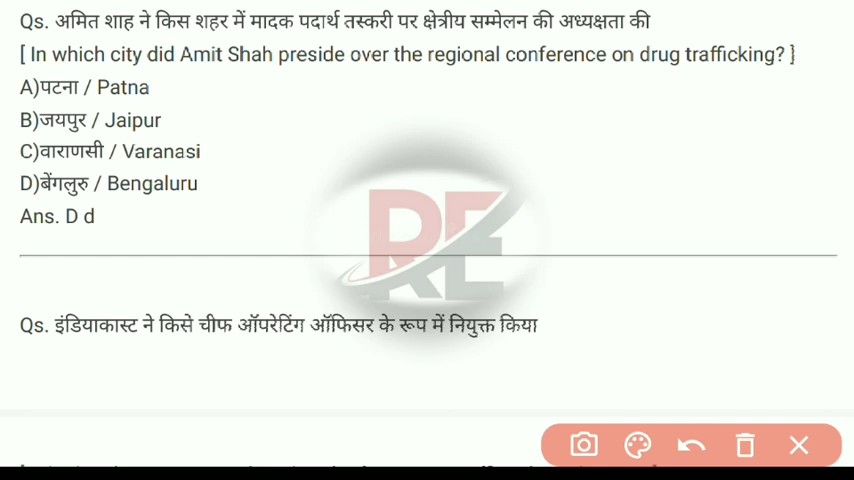 Qs. अमित शाह ने किस शहर में मादक पदार्थ तस्करी पर क्षेत्रीय सम्मेलन की अध्यक्षता की
[ In which city did Amit Shah preside over the regional conference on drug trafficking? ]
A)पटना / Patna
B)जयपुर / Jaipur
C)वाराणसी / Varanasi
D)बेंगलुरु / Bengaluru
Ans. D d
RE
Qs. इंडियाकास्ट ने किसे चीफ ऑपरेटिंग ऑफिसर के रूप में नियुक्त किया